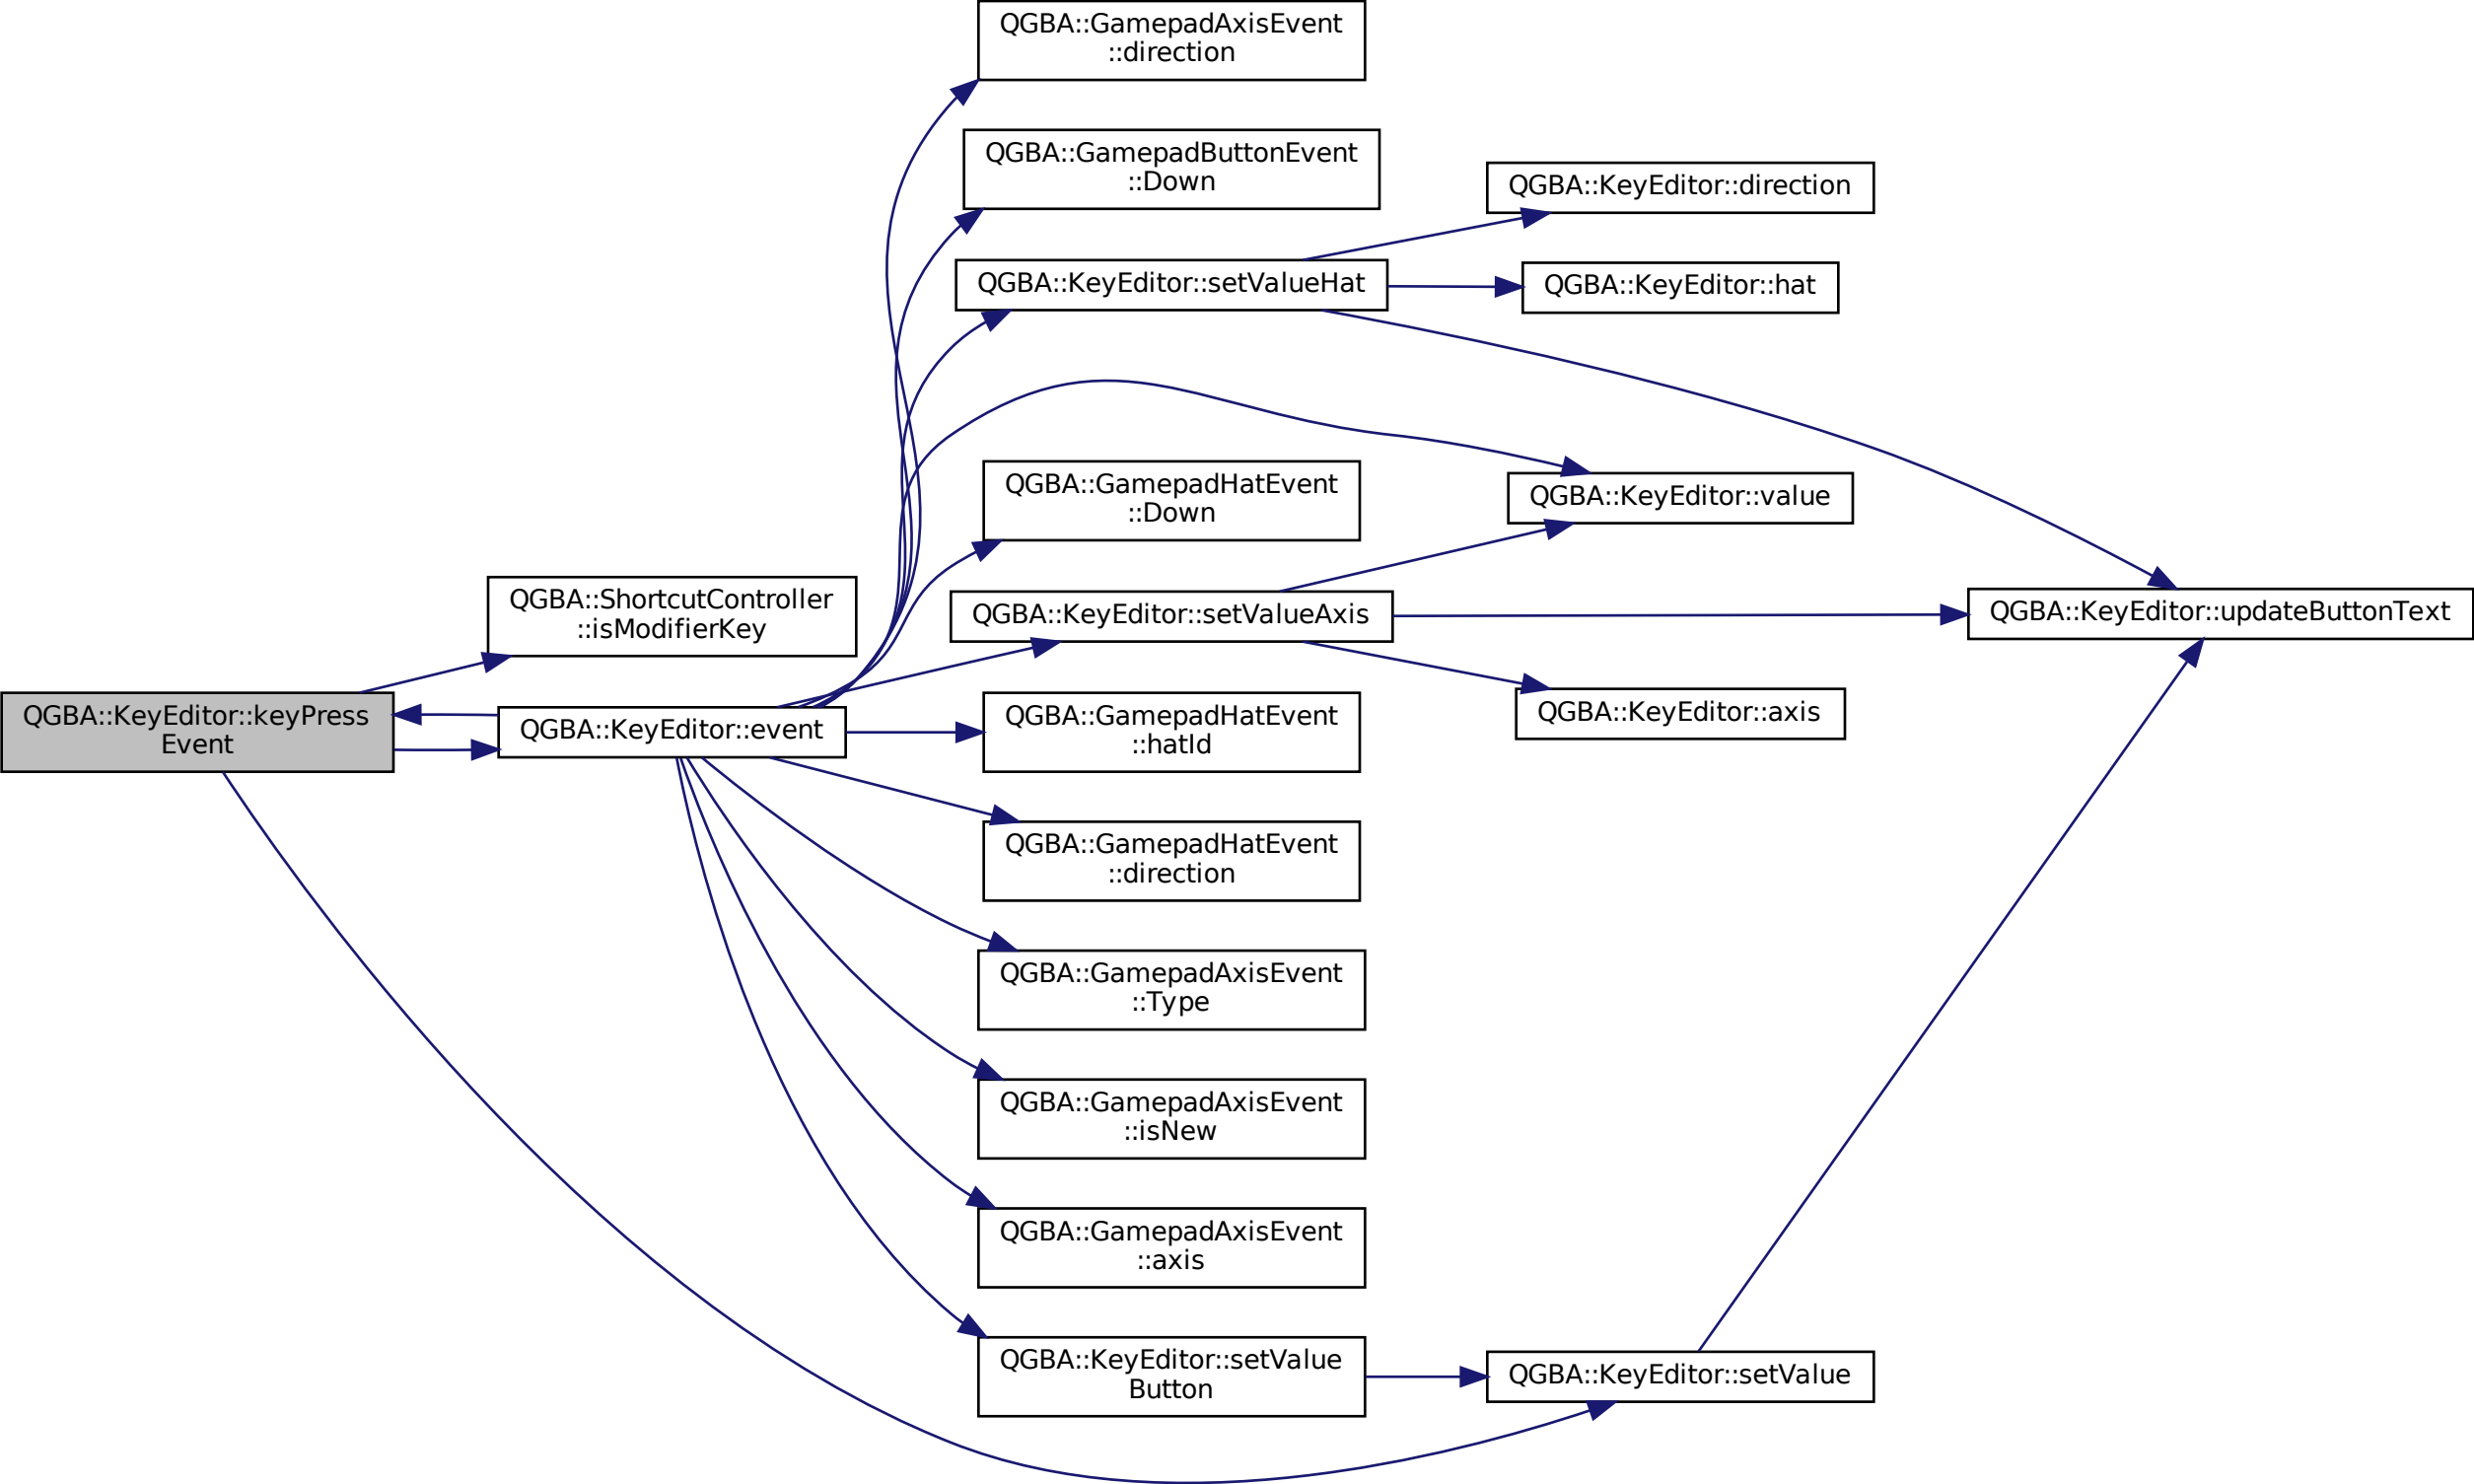 QGBA::KeyEditor::keyPress
Event
QGBA::ShortcutController
::isModifierKey
QGBA::KeyEditor::event
QGBA::GamepadAxisEvent
::direction
QGBA::GamepadButtonEvent
::Down
QGBA::KeyEditor::setValueHat
QGBA::GamepadHatEvent
::Down
QGBA::KeyEditor::setValueAxis
QGBA::GamepadHatEvent
::hatId
QGBA::GamepadHatEvent
::direction
QGBA::GamepadAxisEvent
::Type
QGBA::GamepadAxisEvent
::isNew
QGBA::GamepadAxisEvent
::axis
QGBA::KeyEditor::setValue
Button
QGBA::KeyEditor::direction
QGBA::KeyEditor::hat
QGBA::KeyEditor::value
QGBA::KeyEditor::axis
QGBA::KeyEditor::setValue
QGBA::KeyEditor::updateButtonText